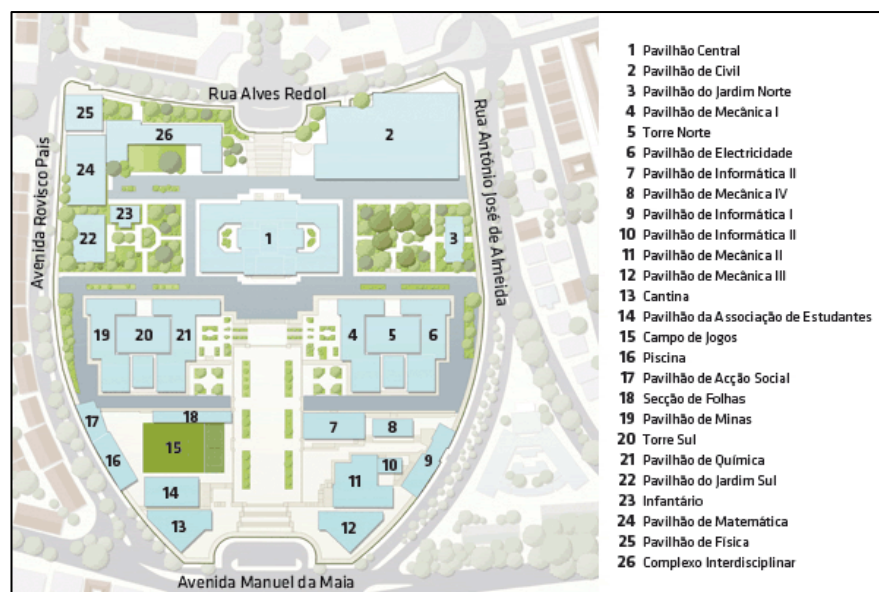 Rua Alves Redol
Avenida Rovisco Pais
Rua António José de Almeida
Avenida Manuel da Maia
25
26
2
24
23
22
1
3
19
20
21
4
5
6
17
18
7
8
15
16
10
9
11
14
13
12
1 Pavilhão Central
2 Pavilhão de Civil
3 Pavilhão do Jardim Norte
4 Pavilhão de Mecânica I
5 Torre Norte
6 Pavilhão de Electricidade
7 Pavilhão de Informática II
8 Pavilhão de Mecânica IV
9 Pavilhão de Informática I
10 Pavilhão de Informática II
11 Pavilhão de Mecânica II
12 Pavilhão de Mecânica III
13 Cantina
14 Pavilhão da Associação de Estudantes
15 Campo de Jogos
16 Piscina
17 Pavilhão de Acção Social
18 Secção de Folhas
19 Pavilhão de Minas
20 Torre Sul
21 Pavilhão de Química
22 Pavilhão do Jardim Sul
23 Infantário
24 Pavilhão de Matemática
25 Pavilhão de Física
26 Complexo Interdisciplinar